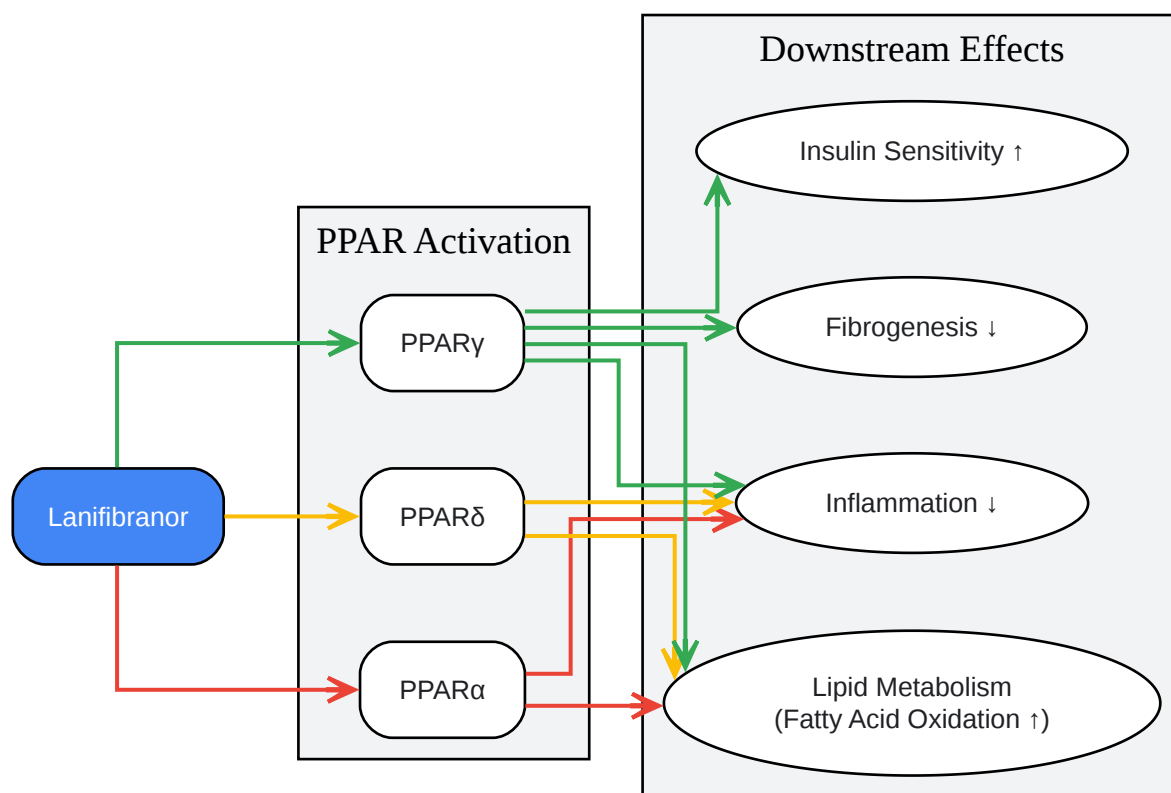 Downstream Effects
Insulin Sensitivity ↑
PPAR Activation
PPARγ
Fibrogenesis ↓
Lanifibranor
PPARδ
Inflammation ↓
PPARα
Lipid Metabolism
(Fatty Acid Oxidation ↑)